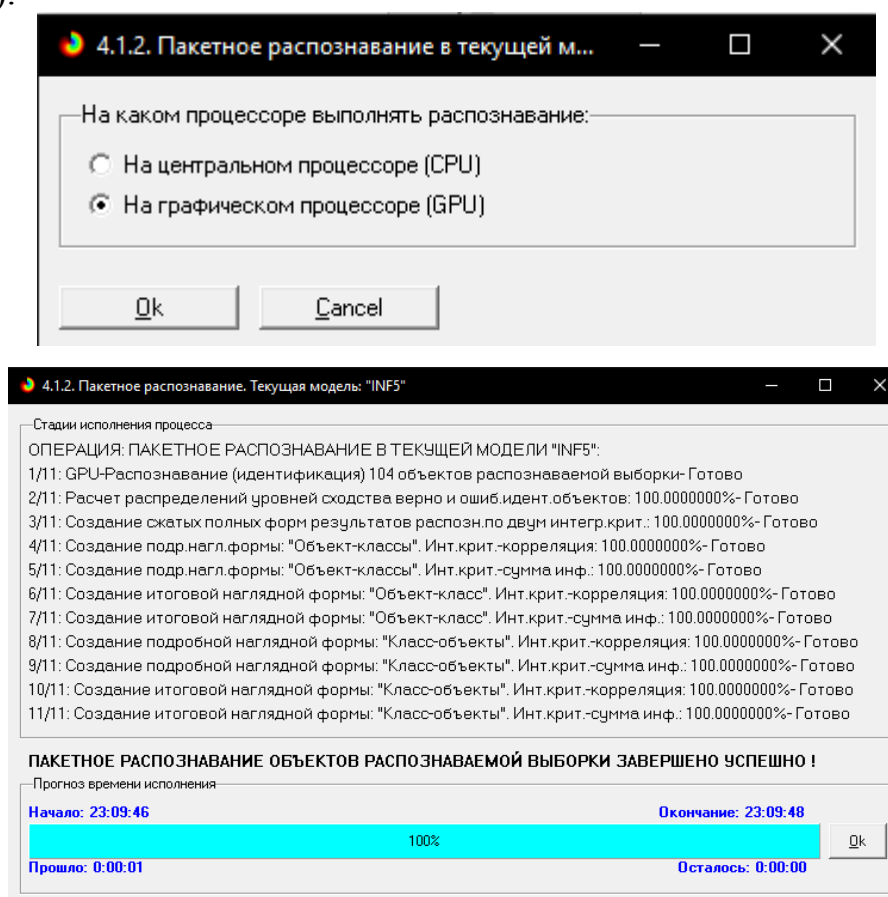 ).
4.1.2. Пакетное распознавание в текущей м...
На каком процессоре выполнять распознавание:
На центральном процессоре (CPU)
На графическом процессоре (GPU)
Ok
Cancel
4.1.2. Пакетное распознавание. Текущая модель: "INF5"
Стадии исполнения процесса
ОПЕРАЦИЯ: ПАКЕТНОЕ РАСПОЗНАВАНИЕ В ТЕКУЩЕЙ МОДЕЛИ "INF5":
1/11: GPU-Распознавание (идентификация) 104 объектов распознаваемой выборки- Готово
2/11: Расчет распределений уровней сходства верно и ошиб.идент.объектов: 100.0000000%- Готово
3/11: Создание сжатых полных форм результатов распозн.по двум интегр.крит.: 100.0000000%- Готово
4/11: Создание подр.нагл.формы: "Объект-классы". Инт.крит.-корреляция: 100.0000000%- Готово
5/11: Создание подр.нагл.формы: "Объект-классы". Инт.крит.-сумма инф.: 100.0000000%- Готово
6/11: Создание итоговой наглядной формы: "Объект-класс". Инт.крит.-корреляция: 100.0000000%- Готово
7/11: Создание итоговой наглядной формы: "Объект-класс". Инт.крит.-сумма инф.: 100.0000000%- Готово
8/11: Создание подробной наглядной формы: "Класс-объекты". Инт.крит.-корреляция: 100.0000000%- Готово
9/11: Создание подробной наглядной формы: "Класс-объекты". Инт.крит.-сумма инф.: 100.0000000%- Готово
10/11: Создание итоговой наглядной формы: "Класс-объекты". Инт.крит.-корреляция: 100.0000000%- Готово
11/11: Создание итоговой наглядной формы: "Класс-объекты". Инт.крит.-сумма инф.: 100.0000000%- Готово
ПАКЕТНОЕ РАСПОЗНАВАНИЕ ОБЪЕКТОВ РАСПОЗНАВАЕМОЙ ВЫБОРКИ ЗАВЕРШЕНО УСПЕШНО !
Прогноз времени исполнения
Начало: 23:09:46 Окончание: 23:09:48
100% Ok
Прошло: 0:00:01 Осталось: 0:00:00